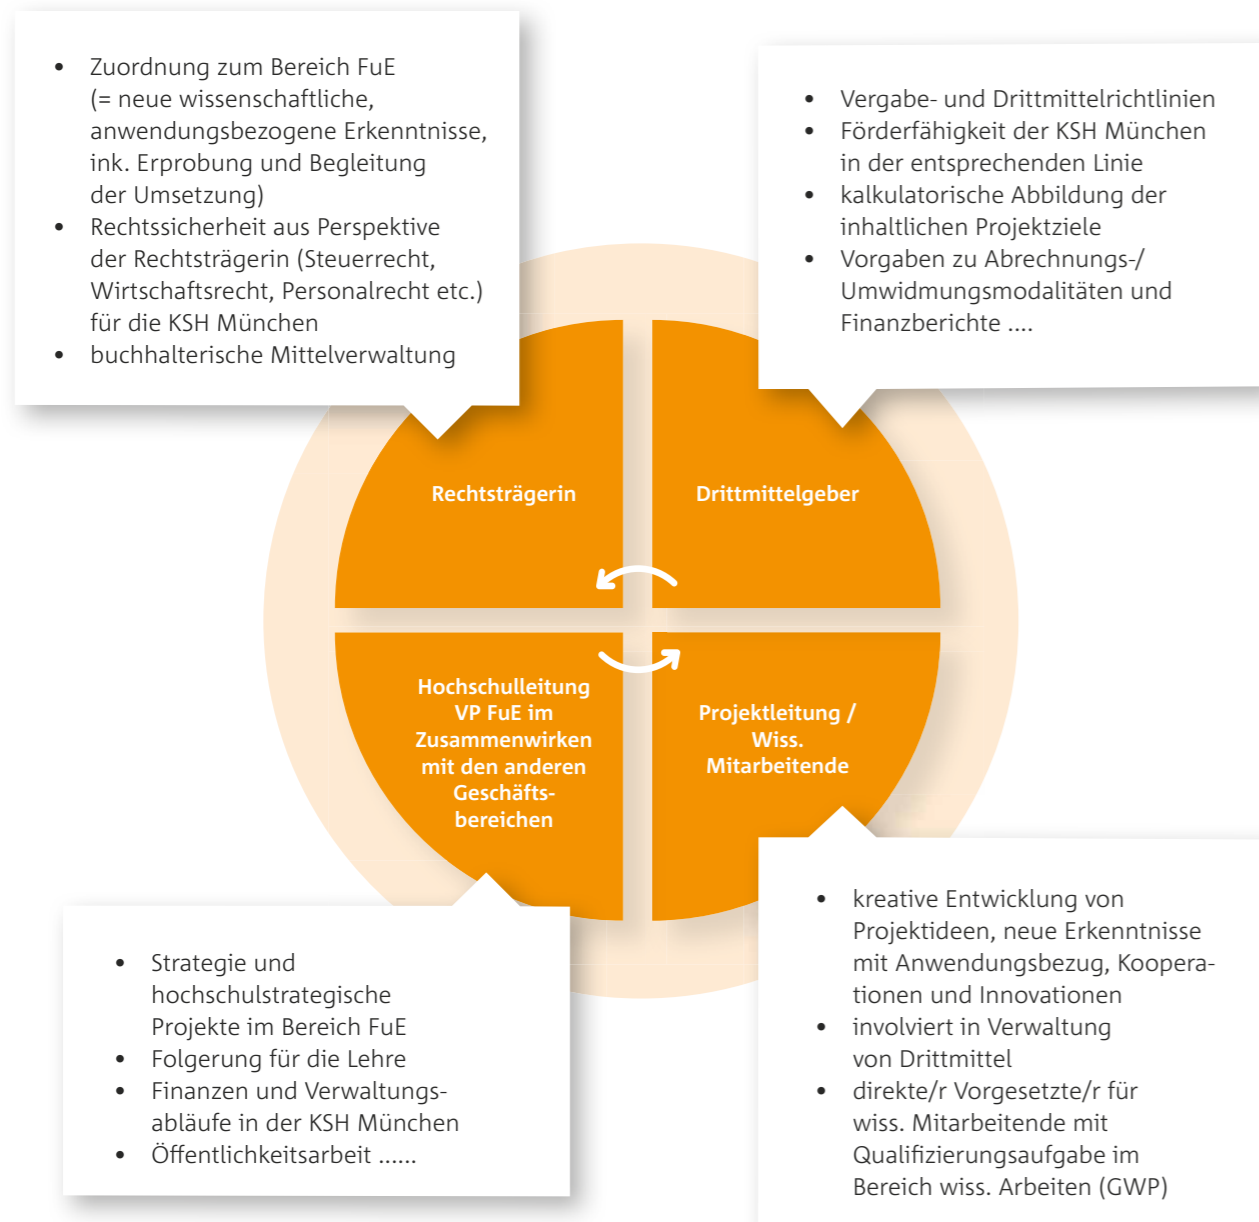 • Zuordnung zum Bereich FuE
(= neue wissenschaftliche,
anwendungsbezogene Erkenntnisse,
ink. Erprobung und Begleitung
der Umsetzung)
• Rechtssicherheit aus Perspektive
der Rechtsträgerin (Steuerrecht,
Wirtschaftsrecht, Personalrecht etc.)
für die KSH München
• buchhalterische Mittelverwaltung
• Vergabe- und Drittmittelrichtlinien
• Förderfähigkeit der KSH München
in der entsprechenden Linie
• kalkulatorische Abbildung der
inhaltlichen Projektziele
• Vorgaben zu Abrechnungs-/
Umwidmungsmodalitäten und
Finanzberichte ....
Rechtsträgerin
Drittmittelgeber
Hochschulleitung
VP FuE im
Zusammenwirken
mit den anderen
Geschäfts-
bereichen
Projektleitung /
Wiss.
Mitarbeitende
• Strategie und
hochschulstrategische
Projekte im Bereich FuE
• Folgerung für die Lehre
• Finanzen und Verwaltungs-
abläufe in der KSH München
• Öffentlichkeitsarbeit ......
• kreative Entwicklung von
Projektideen, neue Erkenntnisse
mit Anwendungsbezug, Koopera-
tionen und Innovationen
• involviert in Verwaltung
von Drittmittel
• direkte/r Vorgesetzte/r für
wiss. Mitarbeitende mit
Qualifizierungsaufgabe im
Bereich wiss. Arbeiten (GWP)